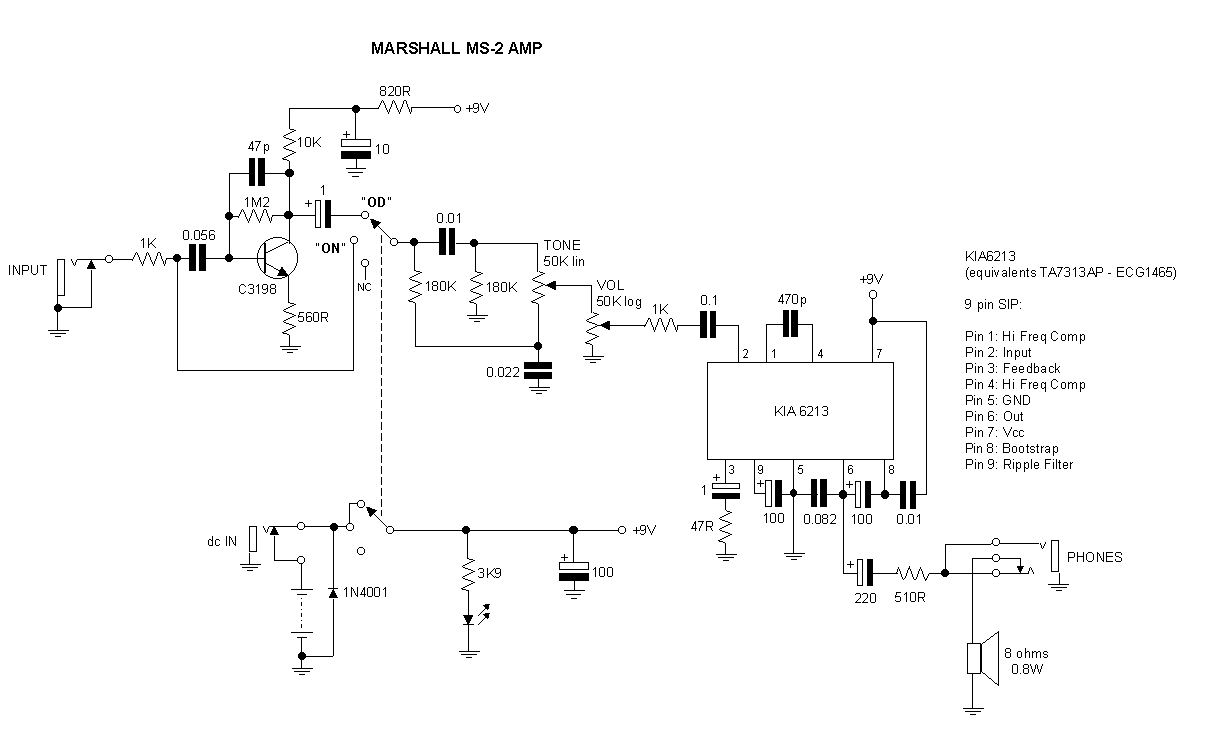 MARSHALL MS-2 AMP
820R
+9V
10K
+
10
47p
1M2
+
1
"OD"
"ON"
NC
0.056
1K
INPUT
C3198
560R
0.01
180K
180K
TONE
50K lin
VOL
50K log
0.022
1K
0.1
470p
+9V
2
1
4
7
KIA 6213
3
9
5
6
8
+
1
47R
+
100
0.082
+
100
0.01
KIA6213
(equivalents TA7313AP - ECG1465)
9 pin SIP:
Pin 1: Hi Freq Comp
Pin 2: Input
Pin 3: Feedback
Pin 4: Hi Freq Comp
Pin 5: GND
Pin 6: Out
Pin 7: Vcc
Pin 8: Bootstrap
Pin 9: Ripple Filter
dc IN
1N4001
3K9
+
100
+9V
+
220
510R
PHONES
8 ohms
0.8W